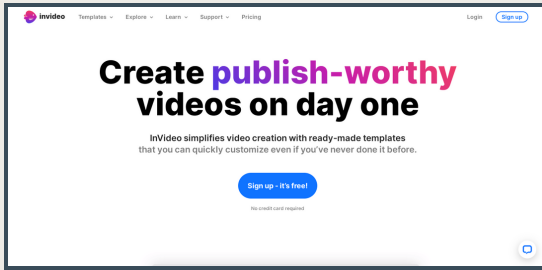 invideo Templates Explore Learn Support Pricing Login Sign up
Create publish-worthy
videos on day one
InVideo simplifies video creation with ready-made templates
that you can quickly customize even if you've never done it before.
Sign up - it's free!
No credit card required